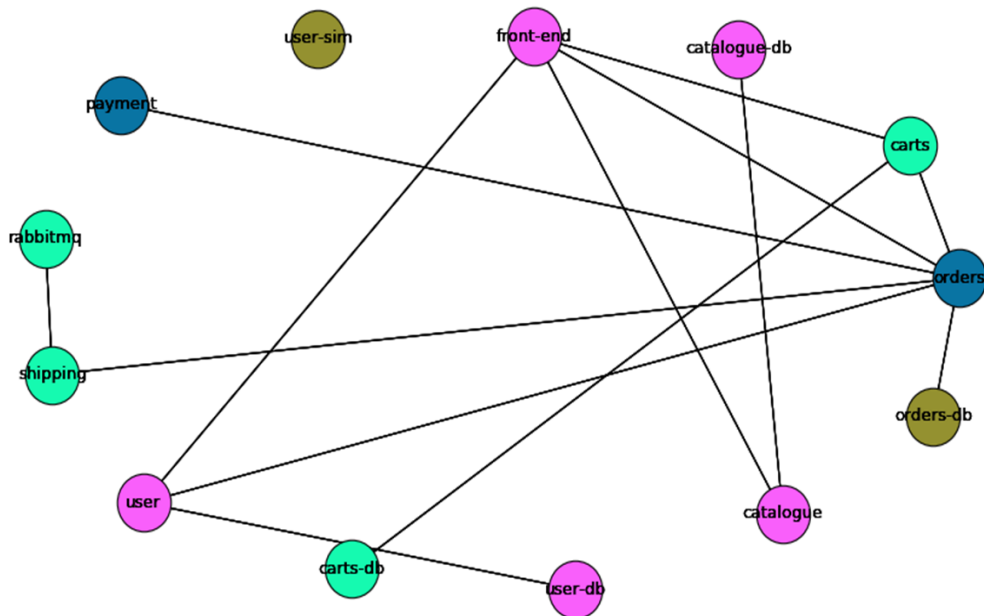 user-sim
front-end
catalogue-db
payment
carts
rabbitmq
orders
shipping
orders-db
user
catalogue
carts-db
user-db